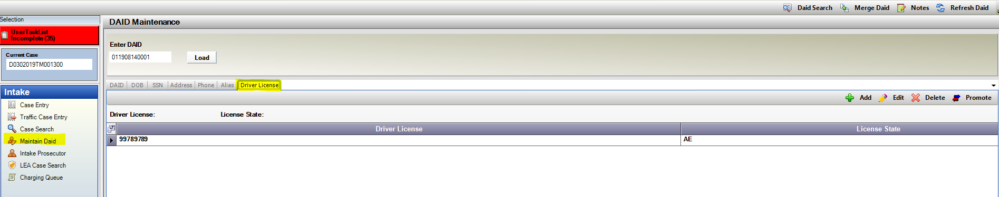 Daid Search Merge Daid Notes Refresh Daid
Selection
DAID Maintenance
UserTaskList
Incomplete (35)
Enter DAID
Current Case
011908140001 Load
D0302019TM001300
DAID DOB SSN Address Phone Alias Driver License
Intake
Add Edit Delete Promote
Case Entry
Traffic Case Entry
Driver License: License State:
Case Search
Driver License License State
Maintain Daid
99789789 AE
Intake Prosecutor
LEA Case Search
Charging Queue